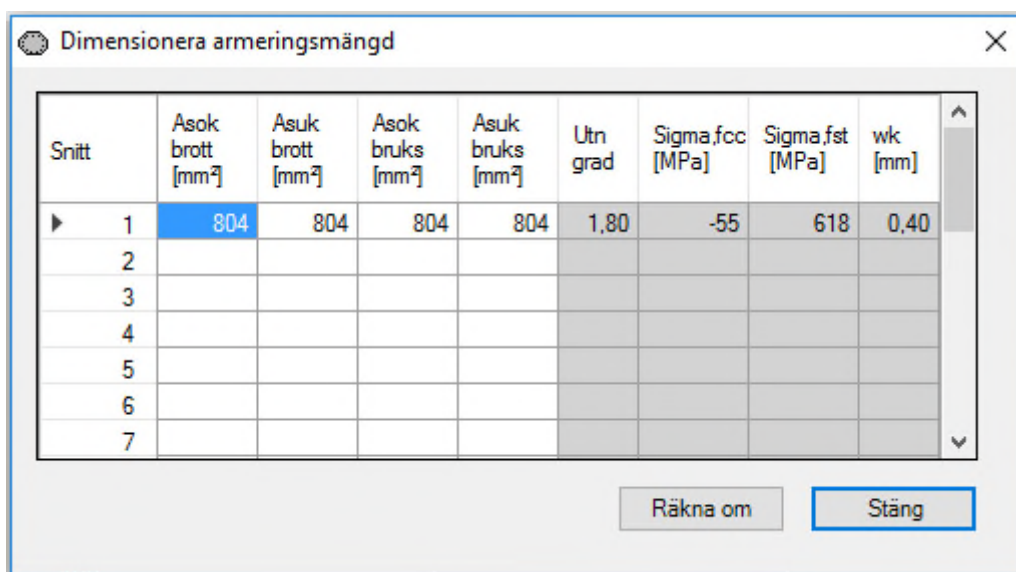 Dimensionera armeringsmängd
Snitt Asok brott [mm²] Asuk brott [mm²] Asok bruks [mm²] Asuk bruks [mm²] Utn grad Sigma,fcc [MPa] Sigma,fst [MPa] wk [mm]
1 804 804 804 804 1,80 -55 618 0,40
2
3
4
5
6
7
Räkna om Stäng